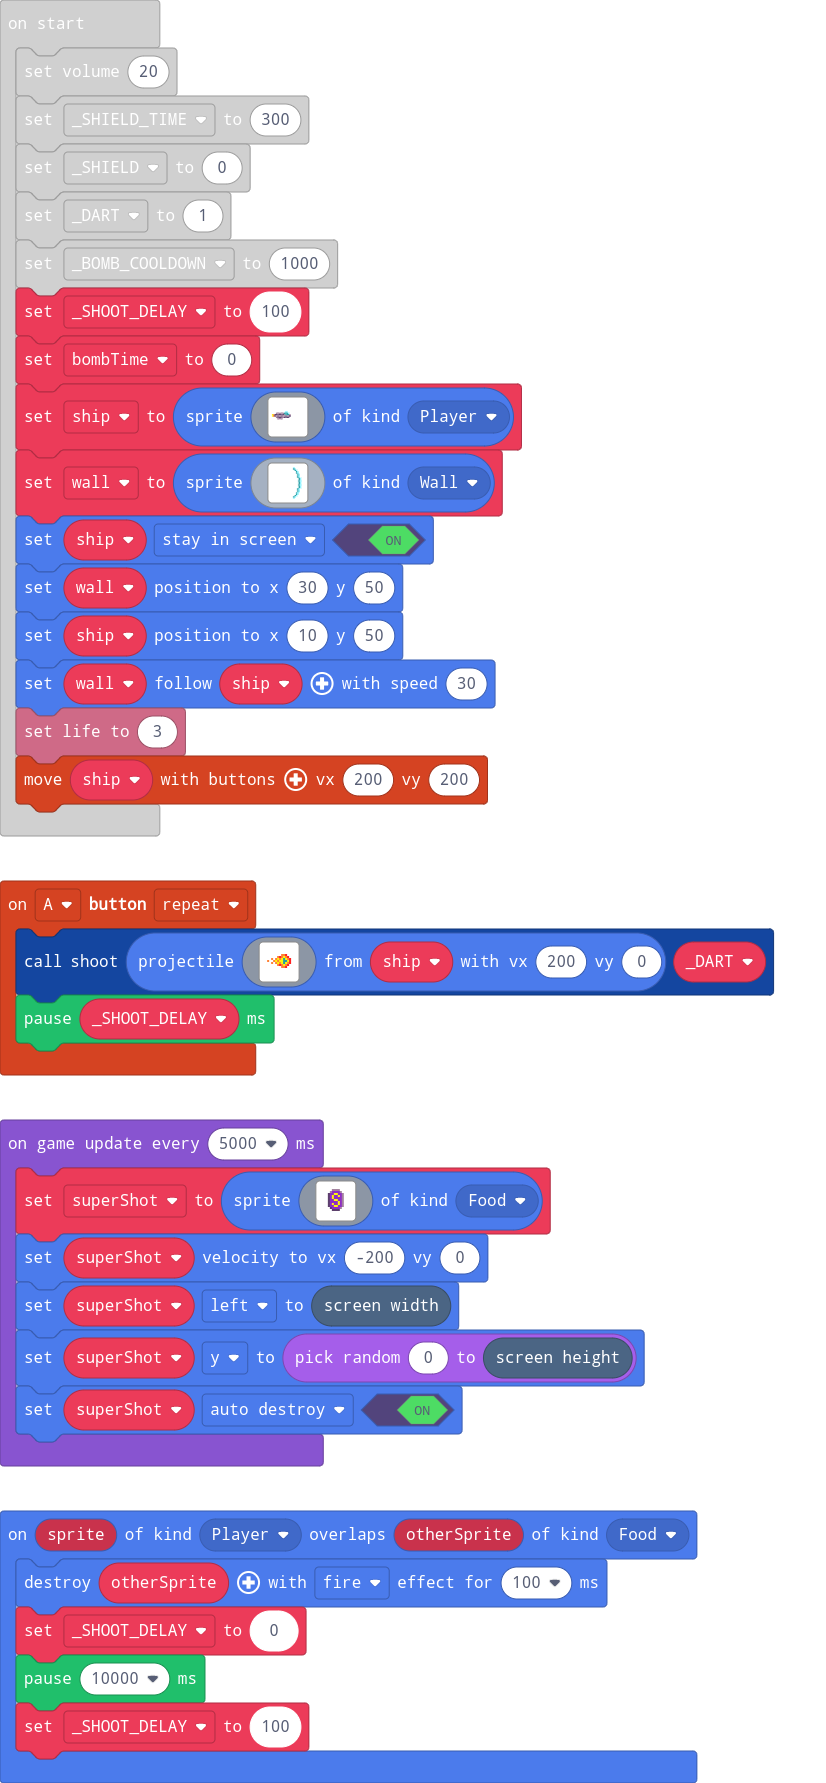 on start
set volume 20
set _SHIELD_TIME to 300
set _SHIELD to 0
set _DART to 1
set _BOMB_COOLDOWN to 1000
set _SHOOT_DELAY to 100
set bombTime to 0
set ship to sprite of kind Player
set wall to sprite of kind Wall
set ship stay in screen ON
set wall position to x 30 y 50
set ship position to x 10 y 50
set wall follow ship with speed 30
set life to 3
move ship with buttons vx 200 vy 200
on A button repeat
call shoot projectile from ship with vx 200 vy 0 _DART
pause _SHOOT_DELAY ms
on game update every 5000 ms
set superShot to sprite S of kind Food
set superShot velocity to vx -200 vy 0
set superShot left to screen width
set superShot y to pick random 0 to screen height
set superShot auto destroy ON
on sprite of kind Player overlaps otherSprite of kind Food
destroy otherSprite with fire effect for 100 ms
set _SHOOT_DELAY to 0
pause 10000 ms
set _SHOOT_DELAY to 100